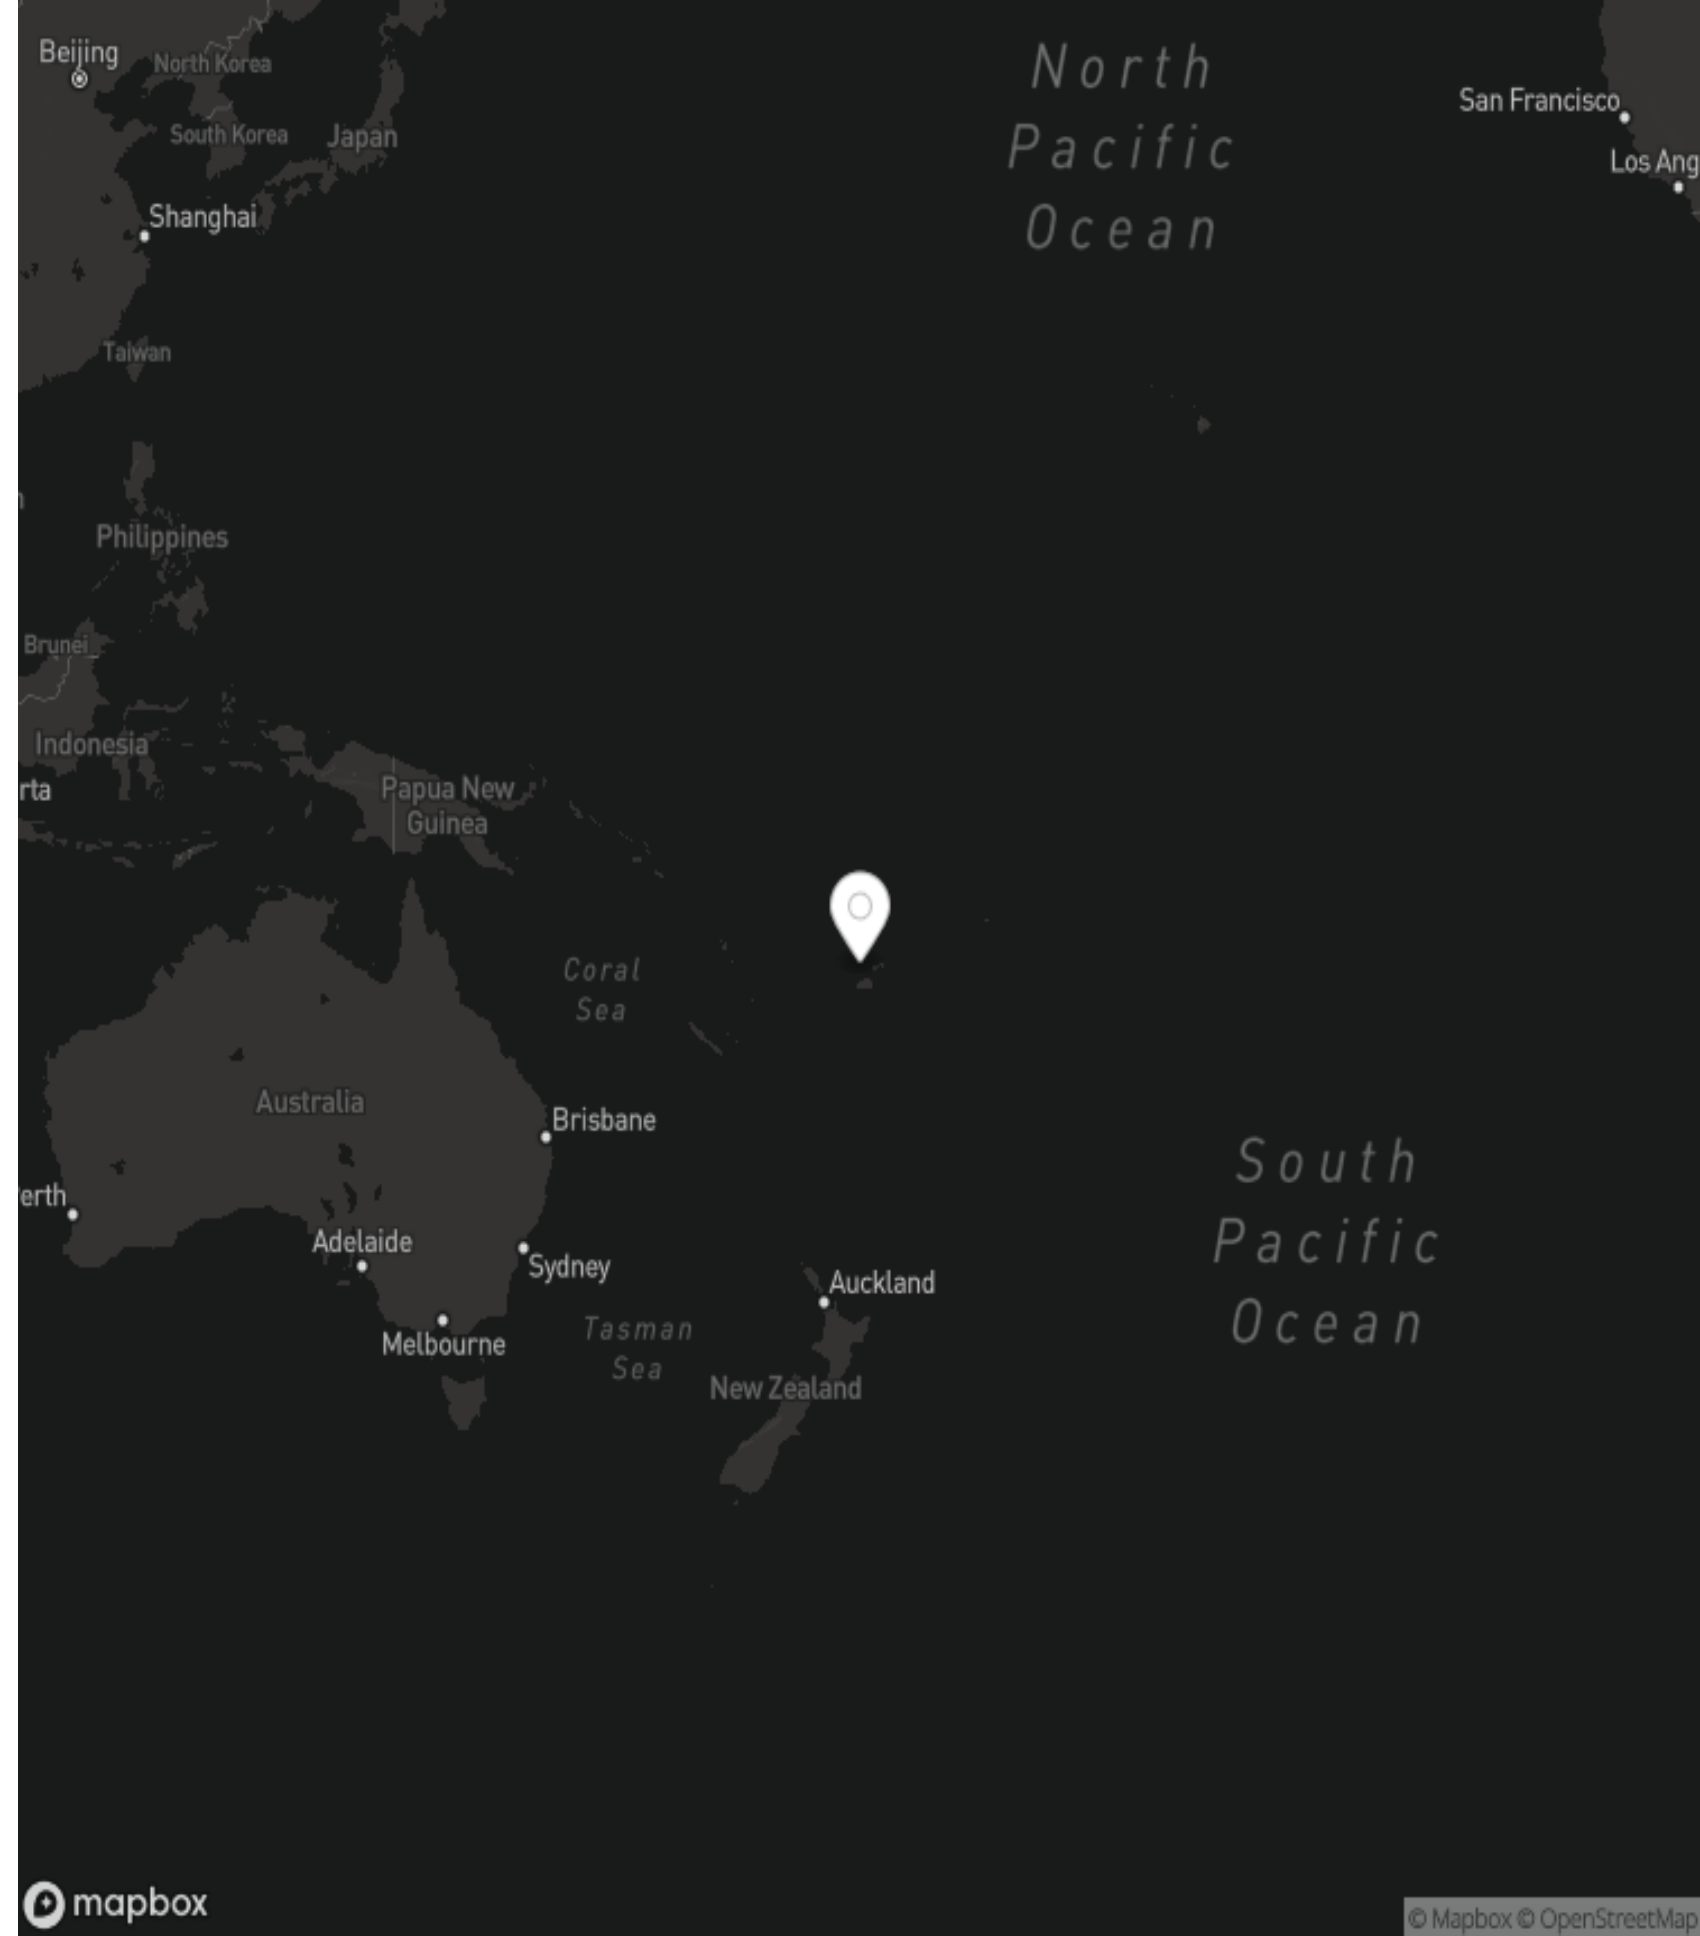 Beijing
North Korea
South Korea
Japan
Shanghai
Taiwan
North
Pacific
Ocean
San Francisco
Los Ang
Philippines
Brunei
Indonesia
rta
Papua New
Guinea
Coral
Sea
Australia
Brisbane
erth
Adelaide
Sydney
Melbourne
Tasman
Sea
Auckland
New Zealand
South
Pacific
Ocean
mapbox
© Mapbox © OpenStreetMap